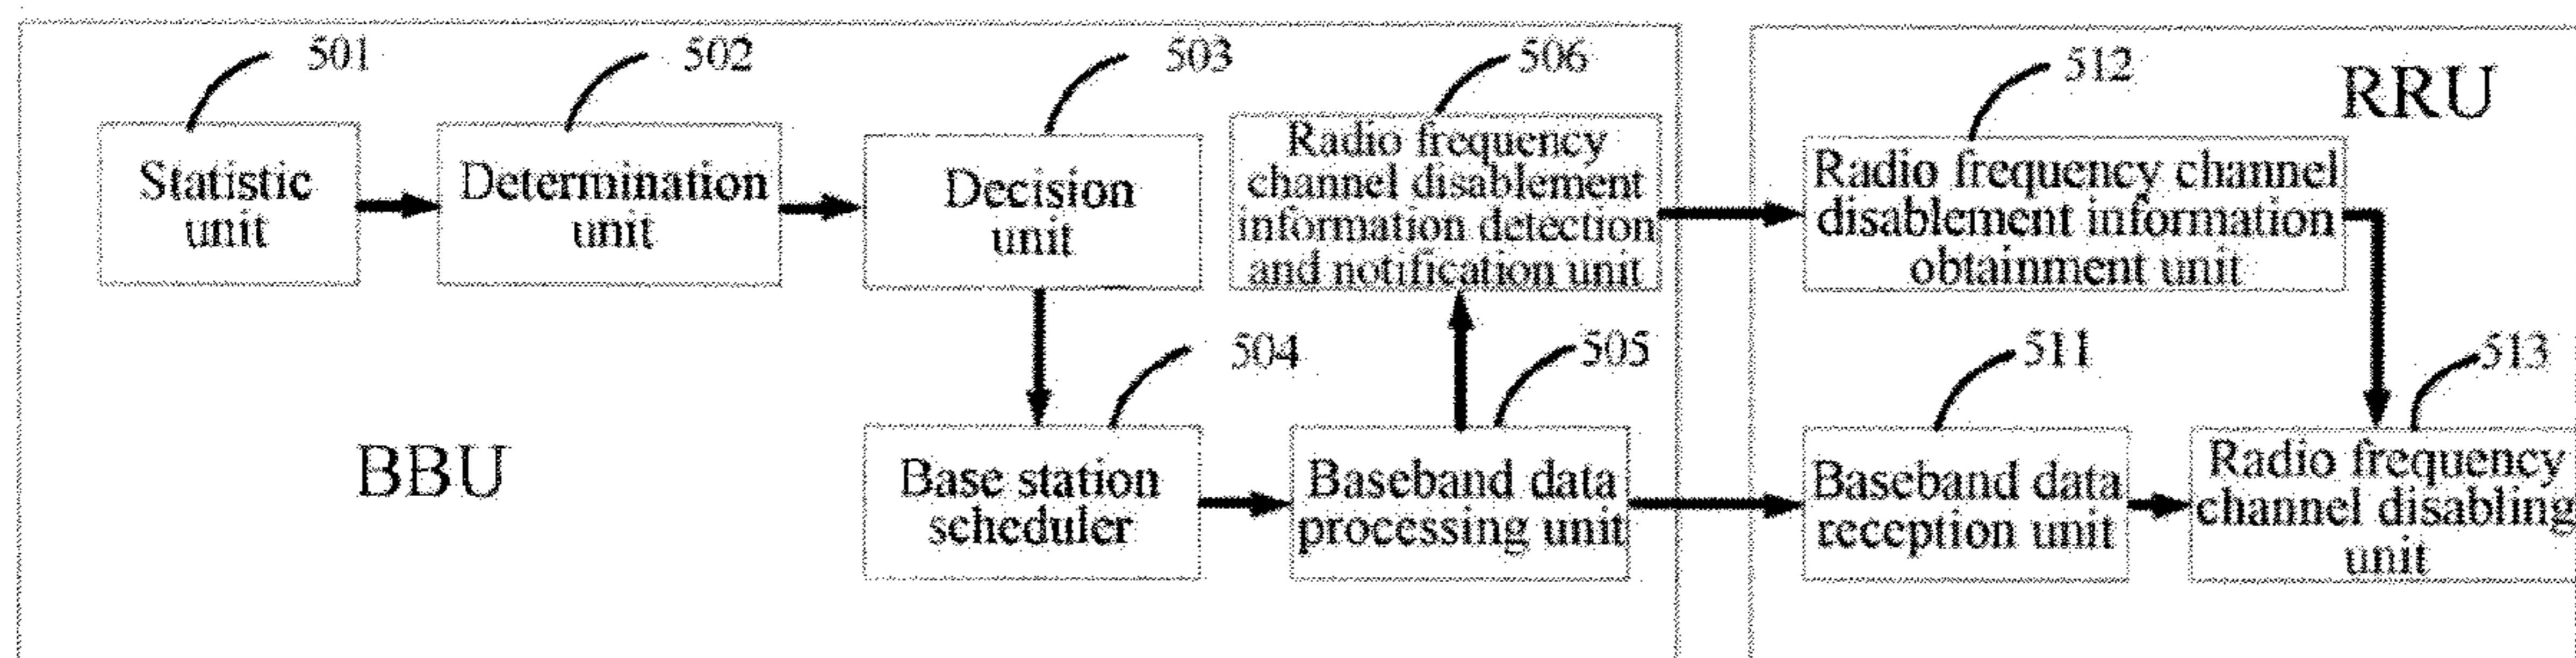 501
502
503
506
512
RRU
Statistic
unit
Determination
unit
Decision
unit
Radio frequency
channel disablement
information detection
and notification unit
Radio frequency channel
disablement information
obtainment unit
504
505
511
513
BBU
Base station
scheduler
Baseband data
processing unit
Baseband data
reception unit
Radio frequency
channel disabling
unit